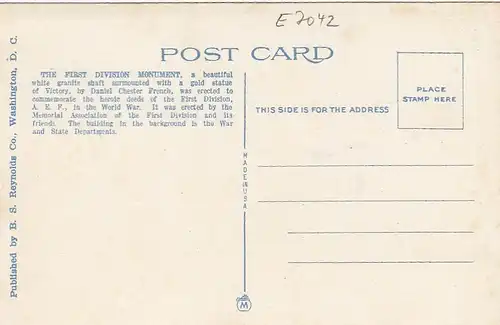 E2042
POST CARD
THE FIRST DIVISION MONUMENT, a beautiful
white granite shaft surmounted with a gold statue
of Victory, by Daniel Chester French, was erected to
commemorate the heroic deeds of the First Division,
A. E. F., in the World War. It was erected by the
Memorial Association of the First Division and its
friends. The building in the background is the War
and State Departments.
PLACE
STAMP HERE
THIS SIDE IS FOR THE ADDRESS
MADE IN USA
M
Published by B. S. Reynolds Co., Washington, D. C.